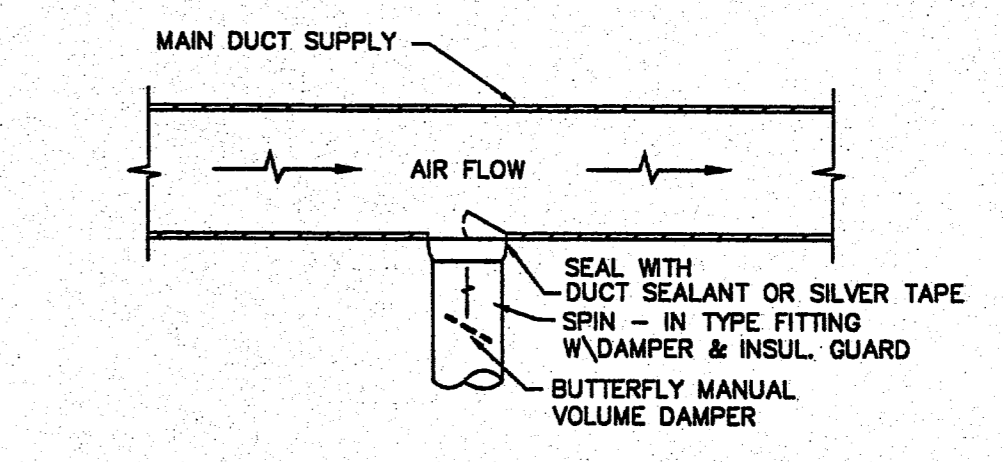 MAIN DUCT SUPPLY
AIR FLOW
SEAL WITH
DUCT SEALANT OR SILVER TAPE
SPIN - IN TYPE FITTING
W\DAMPER & INSUL. GUARD
BUTTERFLY MANUAL
VOLUME DAMPER